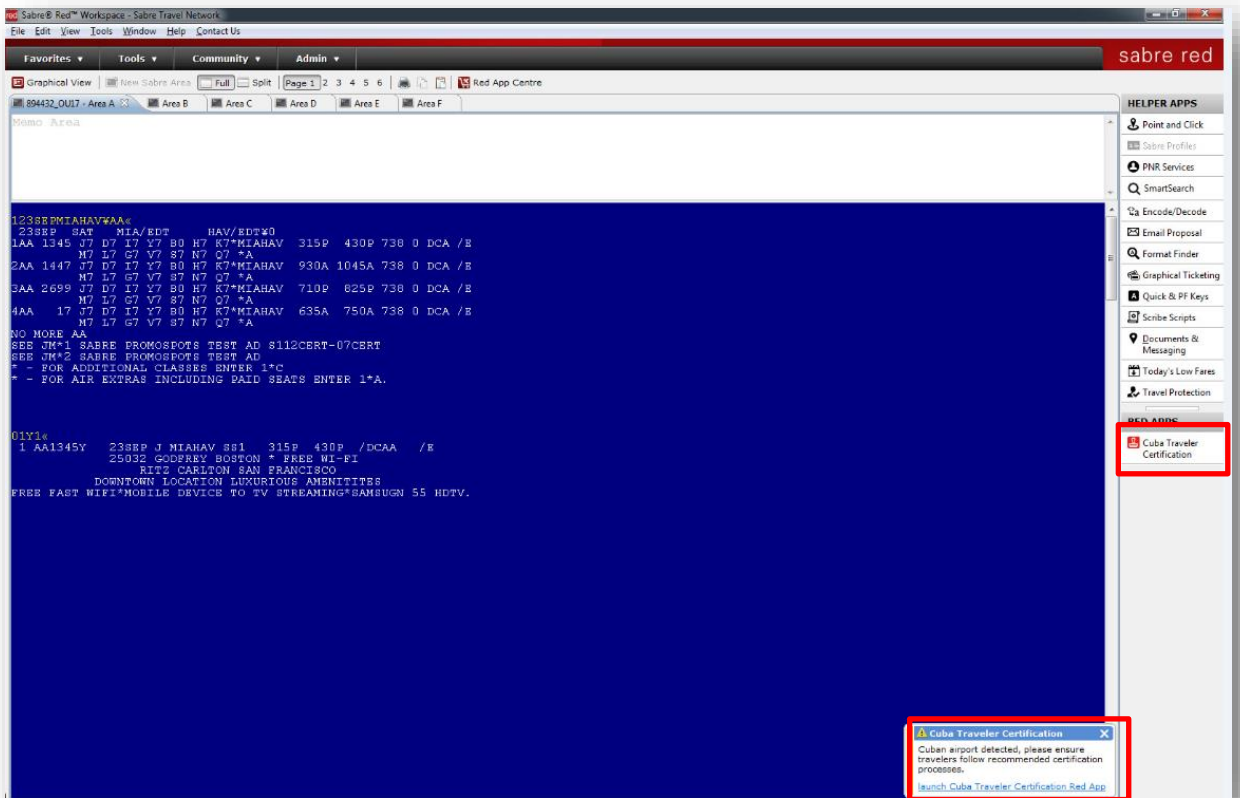 Sabre® Red™ Workspace - Sabre Travel Network
File Edit View Tools Window Help Contact Us
Favorites ▾ Tools ▾ Community ▾ Admin ▾
sabre red
Graphical View New Sabre Area Full Split Page 1 2 3 4 5 6 Red App Centre
894432_OU17 - Area A Area B Area C Area D Area E Area F
Memo Area
123SEPMIAHAV¥AA«
23SEP SAT MIA/EDT HAV/EDT¥0
1AA 1345 J7 D7 I7 Y7 B0 H7 K7*MIAHAV 315P 430P 738 0 DCA /E
M7 L7 G7 V7 S7 N7 Q7 *A
2AA 1447 J7 D7 I7 Y7 B0 H7 K7*MIAHAV 930A 1045A 738 0 DCA /E
M7 L7 G7 V7 S7 N7 Q7 *A
3AA 2699 J7 D7 I7 Y7 B0 H7 K7*MIAHAV 710P 825P 738 0 DCA /E
M7 L7 G7 V7 S7 N7 Q7 *A
4AA 17 J7 D7 I7 Y7 B0 H7 K7*MIAHAV 635A 750A 738 0 DCA /E
M7 L7 G7 V7 S7 N7 Q7 *A
NO MORE AA
SEE JM*1 SABRE PROMOSPOTS TEST AD S112CERT-07CERT
SEE JM*2 SABRE PROMOSPOTS TEST AD
* - FOR ADDITIONAL CLASSES ENTER 1*C
* - FOR AIR EXTRAS INCLUDING PAID SEATS ENTER 1*A.
01Y1«
1 AA1345Y 23SEP J MIAHAV SS1 315P 430P /DCAA /E
25032 GODFREY BOSTON * FREE WI-FI
RITZ CARLTON SAN FRANCISCO
DOWNTOWN LOCATION LUXURIOUS AMENITITES
FREE FAST WIFI*MOBILE DEVICE TO TV STREAMING*SAMSUGN 55 HDTV.
HELPER APPS
Point and Click
Sabre Profiles
PNR Services
SmartSearch
Encode/Decode
Email Proposal
Format Finder
Graphical Ticketing
Quick & PF Keys
Scribe Scripts
Documents &
Messaging
Today's Low Fares
Travel Protection
RED APPS
Cuba Traveler
Certification
Cuba Traveler Certification X
Cuban airport detected, please ensure
travelers follow recommended certification
processes.
launch Cuba Traveler Certification Red App